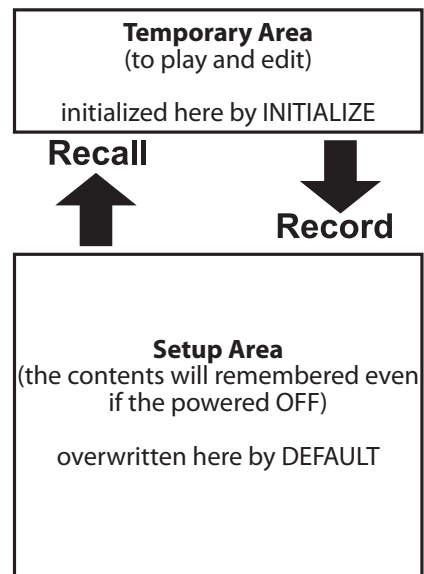 Temporary Area
(to play and edit)
initialized here by INITIALIZE
Recall
Record
Setup Area
(the contents will remembered even
if the powered OFF)
overwritten here by DEFAULT